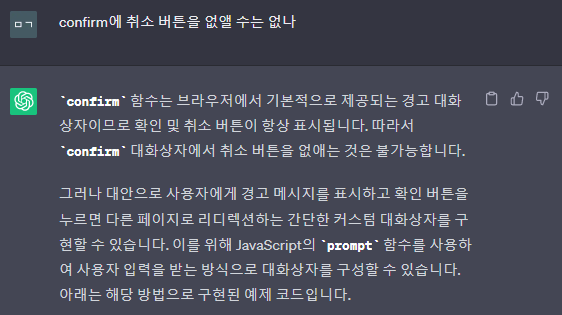 ㅁㄱ
confirm에 취소 버튼을 없앨 수는 없나
`confirm` 함수는 브라우저에서 기본적으로 제공되는 경고 대화
상자이므로 확인 및 취소 버튼이 항상 표시됩니다. 따라서
`confirm` 대화상자에서 취소 버튼을 없애는 것은 불가능합니다.
그러나 대안으로 사용자에게 경고 메시지를 표시하고 확인 버튼을
누르면 다른 페이지로 리디렉션하는 간단한 커스텀 대화상자를 구
현할 수 있습니다. 이를 위해 JavaScript의 `prompt` 함수를 사용하
여 사용자 입력을 받는 방식으로 대화상자를 구성할 수 있습니다.
아래는 해당 방법으로 구현된 예제 코드입니다.